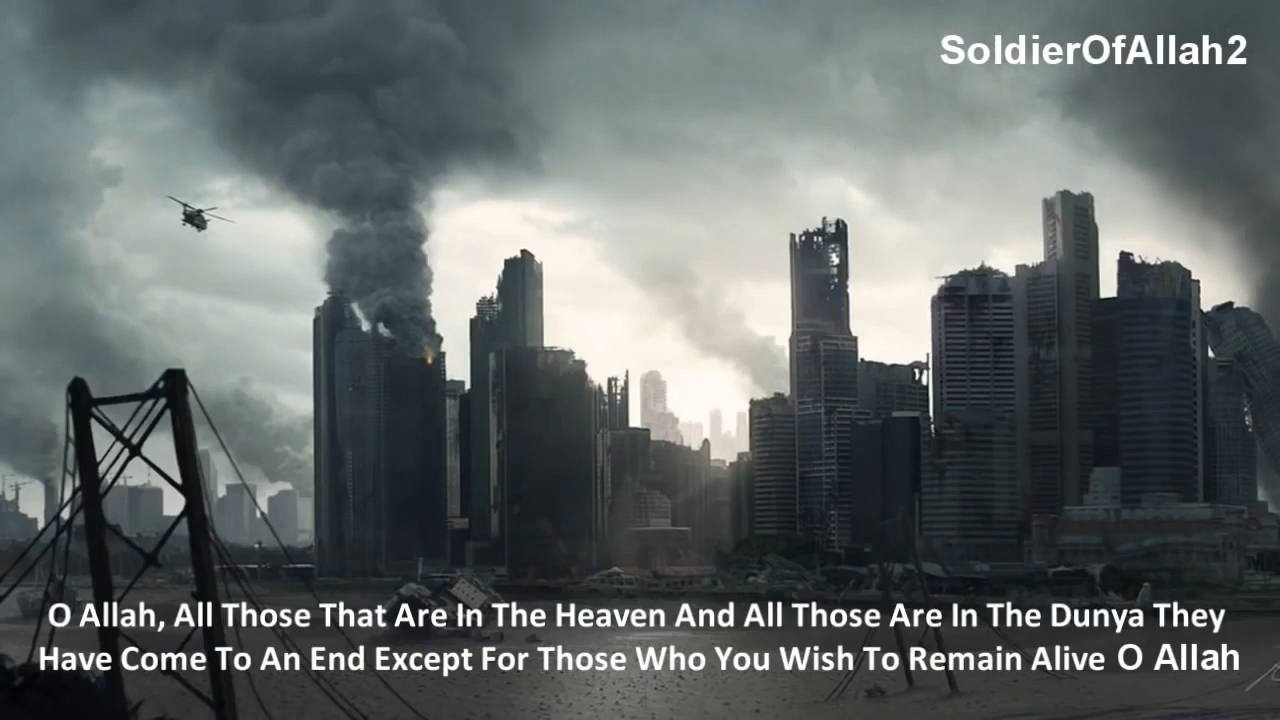 SoldierOfAllah2
O Allah, All Those That Are In The Heaven And All Those Are In The Dunya They
Have Come To An End Except For Those Who You Wish To Remain Alive O Allah